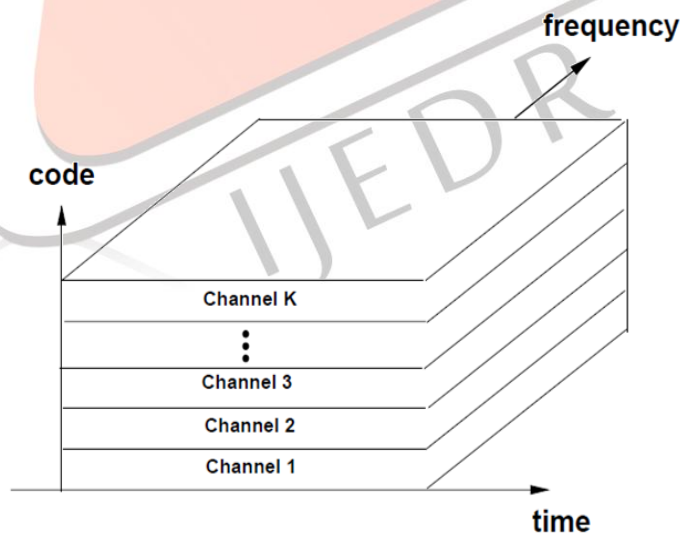 frequency
code
IJEDR
Channel K
Channel 3
Channel 2
Channel 1
time